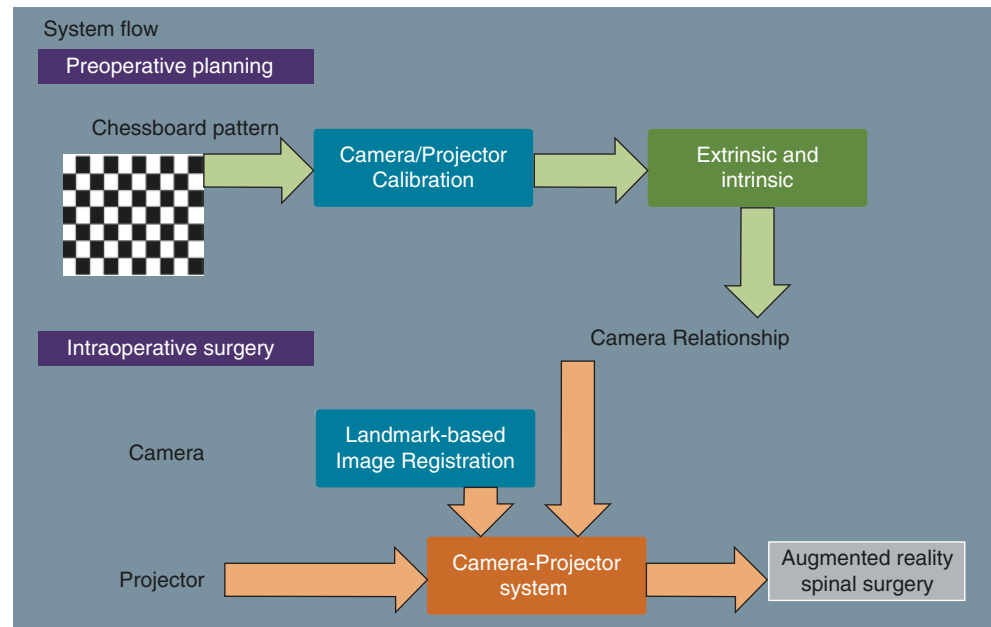 System flow
Preoperative planning
Chessboard pattern
Camera/Projector
Calibration
Extrinsic and
intrinsic
Camera Relationship
Intraoperative surgery
Landmark-based
Image Registration
Camera
Projector
Camera-Projector
system
Augmented reality
spinal surgery